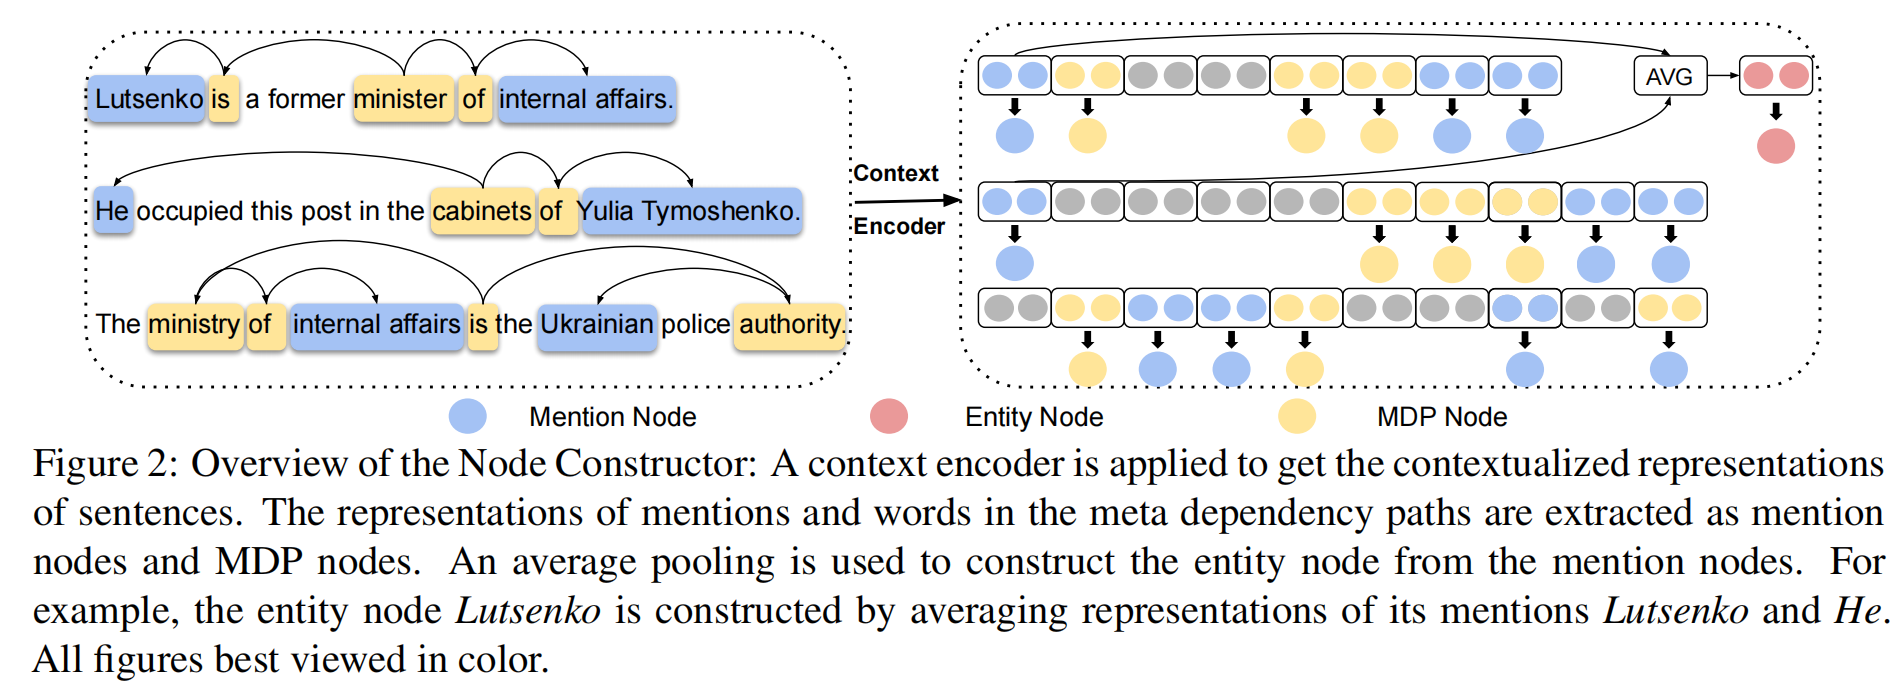 Lutsenko is a former minister of internal affairs.
He occupied this post in the cabinets of Yulia Tymoshenko.
The ministry of internal affairs is the Ukrainian police authority.
Context
Encoder
AVG
Mention Node
Entity Node
MDP Node
Figure 2: Overview of the Node Constructor: A context encoder is applied to get the contextualized representations
of sentences. The representations of mentions and words in the meta dependency paths are extracted as mention
nodes and MDP nodes. An average pooling is used to construct the entity node from the mention nodes. For
example, the entity node Lutsenko is constructed by averaging representations of its mentions Lutsenko and He.
All figures best viewed in color.